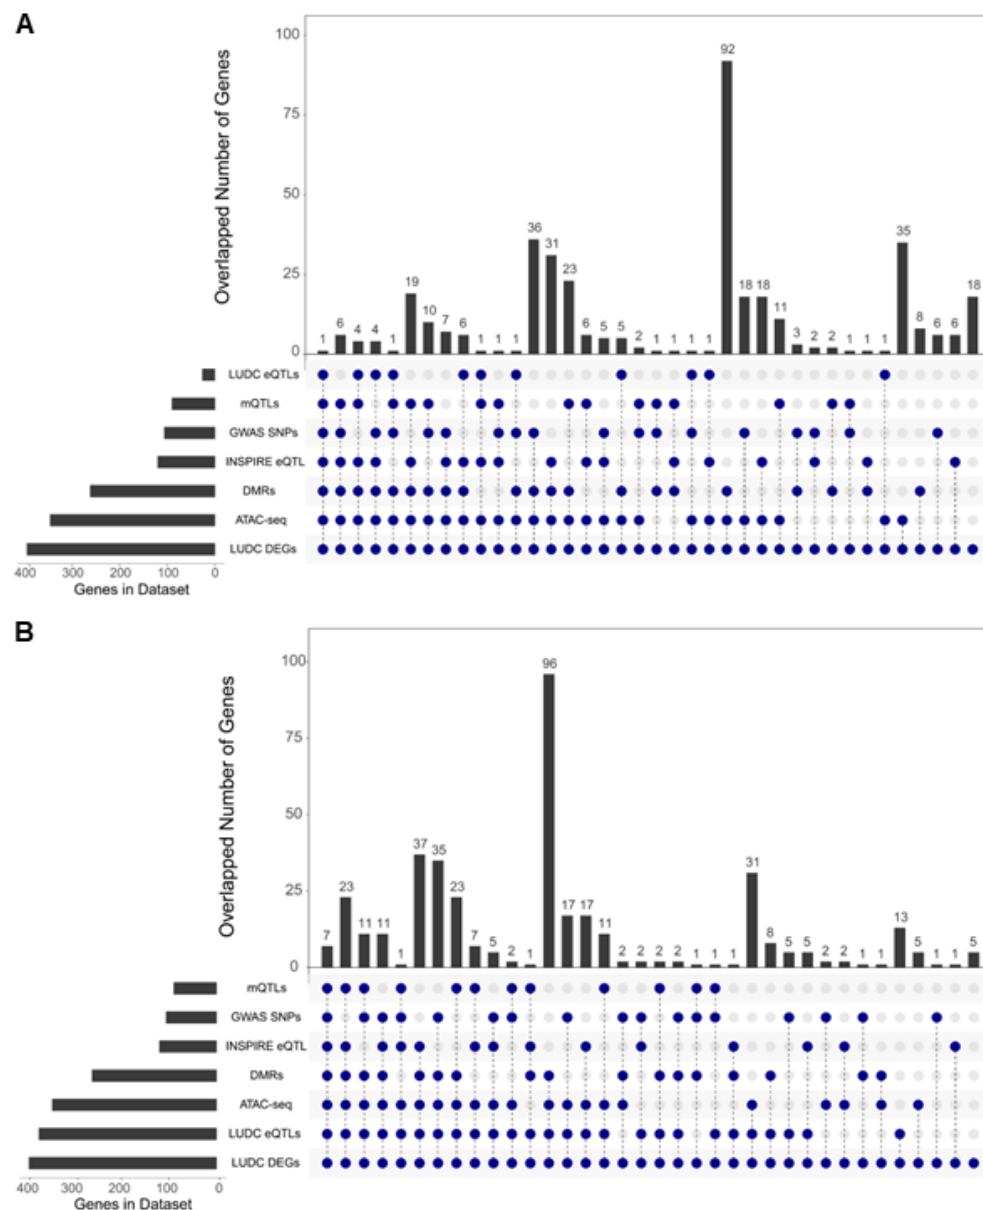 A
Overlapped Number of Genes
100
75
50
25
0
1 6 4 4 1 19 10 7 6 1 1 1 36 31 23 6 5 5 2 1 1 1 1 92 18 18 11 3 2 2 1 1 1 35 8 6 6 18
LUDC eQTLs
mQTLs
GWAS SNPs
INSPIRE eQTL
DMRs
ATAC-seq
LUDC DEGs
400 300 200 100 0
Genes in Dataset
B
Overlapped Number of Genes
100
75
50
25
0
7 23 11 11 1 37 35 23 7 5 2 1 96 17 17 11 2 2 2 2 1 1 1 31 8 5 5 2 2 1 1 13 5 1 1 5
mQTLs
GWAS SNPs
INSPIRE eQTL
DMRs
ATAC-seq
LUDC eQTLs
LUDC DEGs
400 300 200 100 0
Genes in Dataset